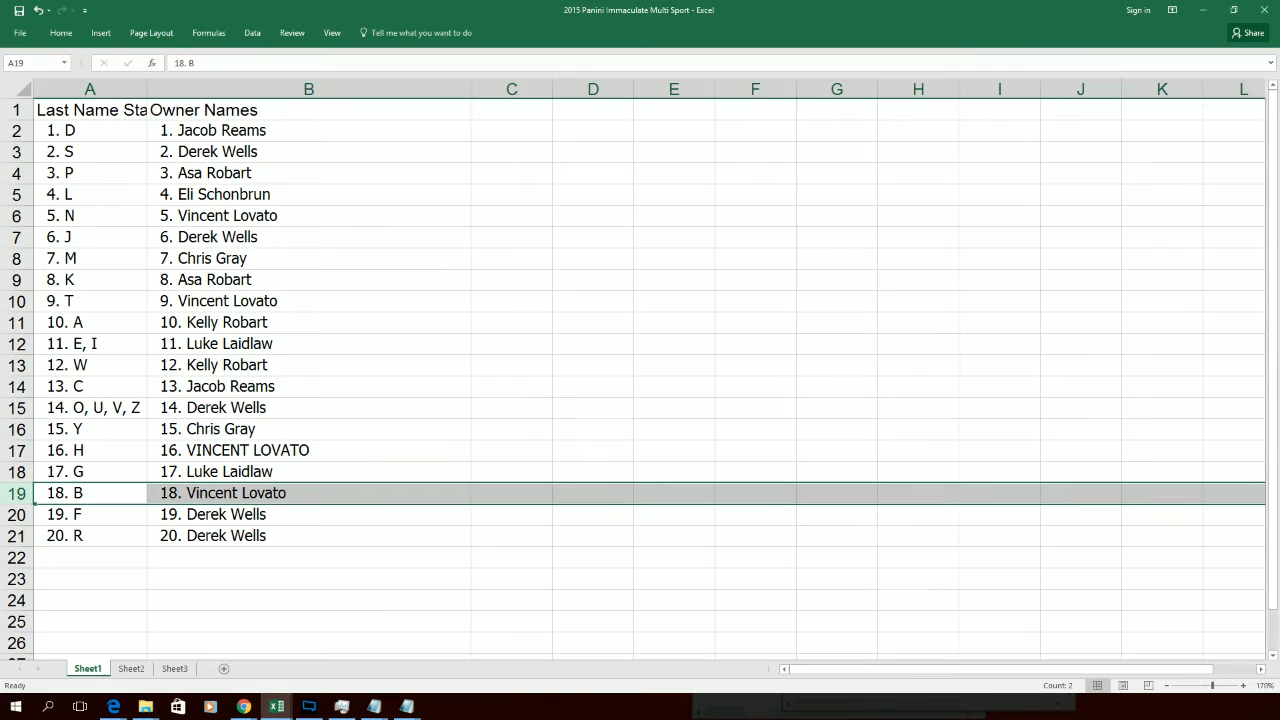 2015 Panini Immaculate Multi Sport - Excel
Sign in
File Home Insert Page Layout Formulas Data Review View Tell me what you want to do
Share
A19 fx 18. B
A B C D E F G H I J K L
1 Last Name Sta Owner Names
2 1. D 1. Jacob Reams
3 2. S 2. Derek Wells
4 3. P 3. Asa Robart
5 4. L 4. Eli Schonbrun
6 5. N 5. Vincent Lovato
7 6. J 6. Derek Wells
8 7. M 7. Chris Gray
9 8. K 8. Asa Robart
10 9. T 9. Vincent Lovato
11 10. A 10. Kelly Robart
12 11. E, I 11. Luke Laidlaw
13 12. W 12. Kelly Robart
14 13. C 13. Jacob Reams
15 14. O, U, V, Z 14. Derek Wells
16 15. Y 15. Chris Gray
17 16. H 16. VINCENT LOVATO
18 17. G 17. Luke Laidlaw
19 18. B 18. Vincent Lovato
20 19. F 19. Derek Wells
21 20. R 20. Derek Wells
22
23
24
25
26
Sheet1 Sheet2 Sheet3
Ready
Count: 2
170%